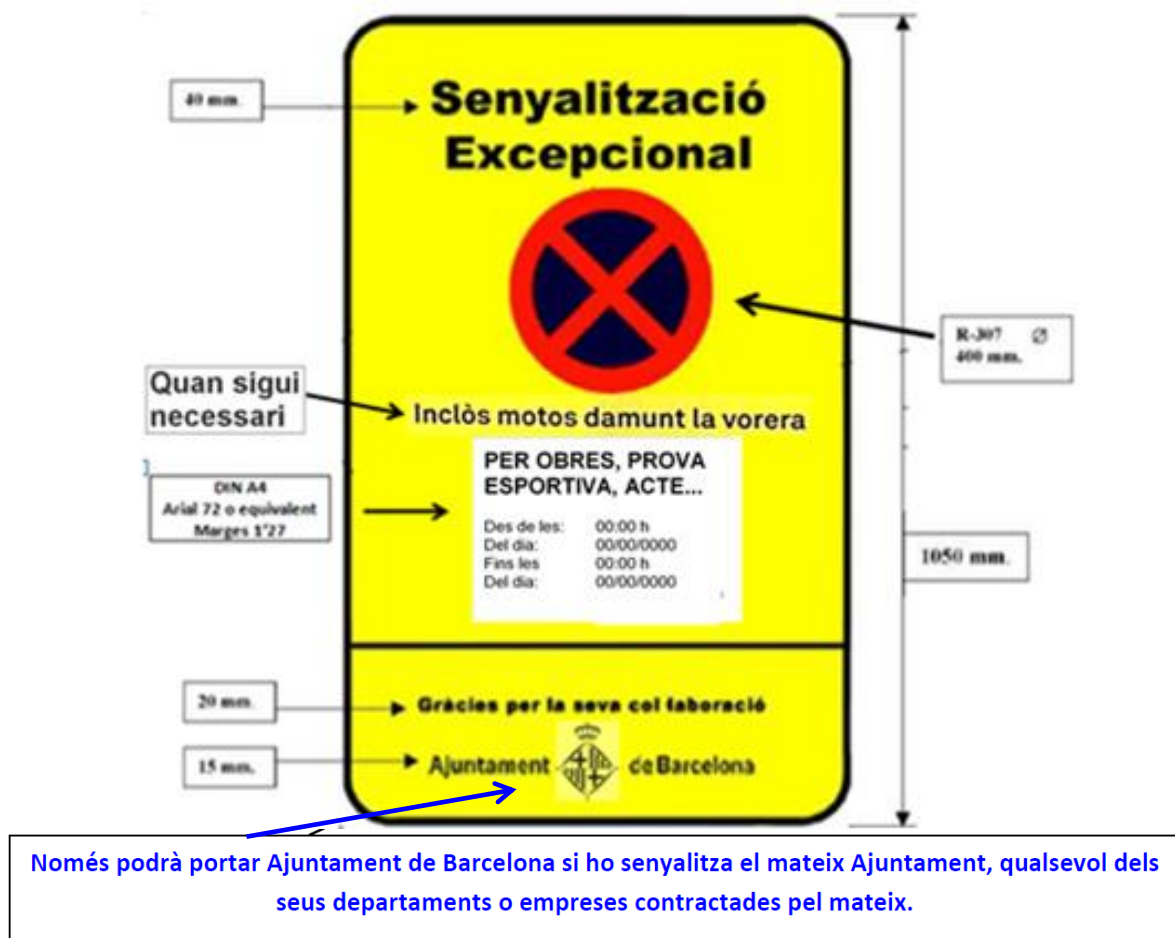 40 mm.
Senyalització
Excepcional
R-307 Ø
400 mm.
Quan sigui
necessari
Inclòs motos damunt la vorera
DIN A4
Arial 72 o equivalent
Marges 1'27
PER OBRES, PROVA
ESPORTIVA, ACTE...
Des de les: 00:00 h
Del dia: 00/00/0000
Fins les 00:00 h
Del dia: 00/00/0000
1050 mm.
20 mm.
Gràcies per la seva col laboració
15 mm.
Ajuntament de Barcelona
Només podrà portar Ajuntament de Barcelona si ho senyalitza el mateix Ajuntament, qualsevol dels
seus departaments o empreses contractades pel mateix.